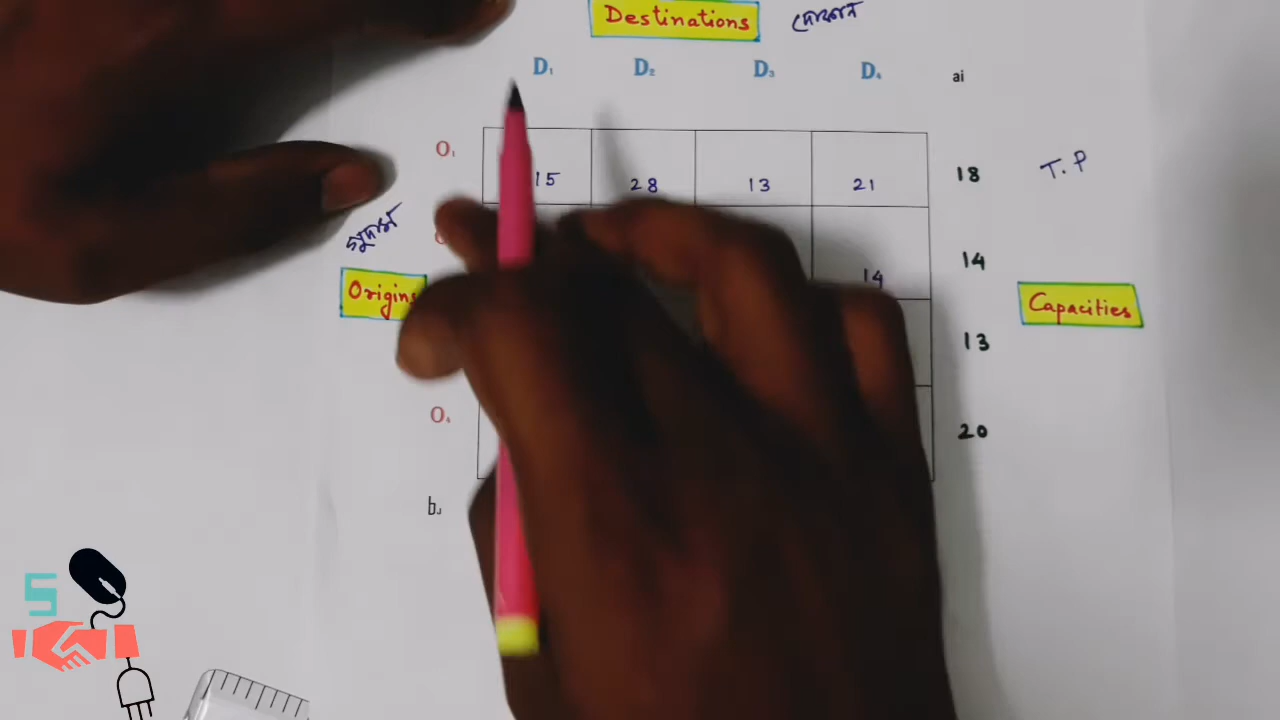 Destinations দোকান
D₁ D₂ D₃ D₄ ai
O₁ 15 28 13 21 18 T.P
14 14
Origins Capacities
13
O₄ 20
bⱼ
S